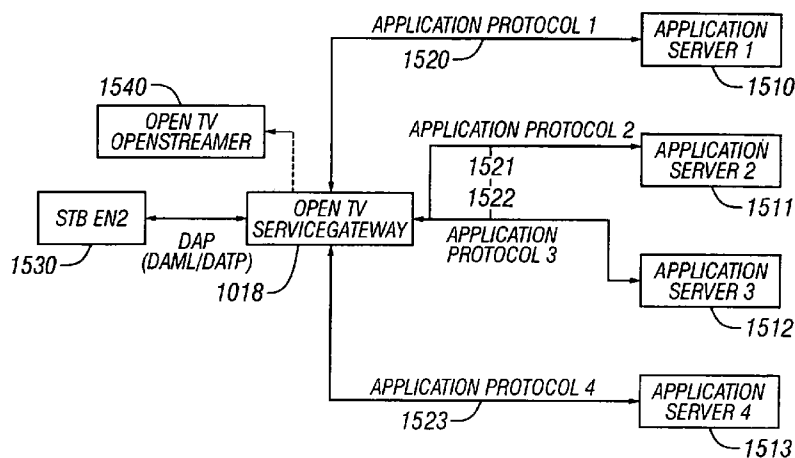 APPLICATION PROTOCOL 1
1520
APPLICATION
SERVER 1
1510
1540
OPEN TV
OPENSTREAMER
APPLICATION PROTOCOL 2
1521
1522
APPLICATION
SERVER 2
1511
STB EN2
1530
DAP
(DAML/DATP)
OPEN TV
SERVICEGATEWAY
1018
APPLICATION
PROTOCOL 3
APPLICATION
SERVER 3
1512
APPLICATION PROTOCOL 4
1523
APPLICATION
SERVER 4
1513